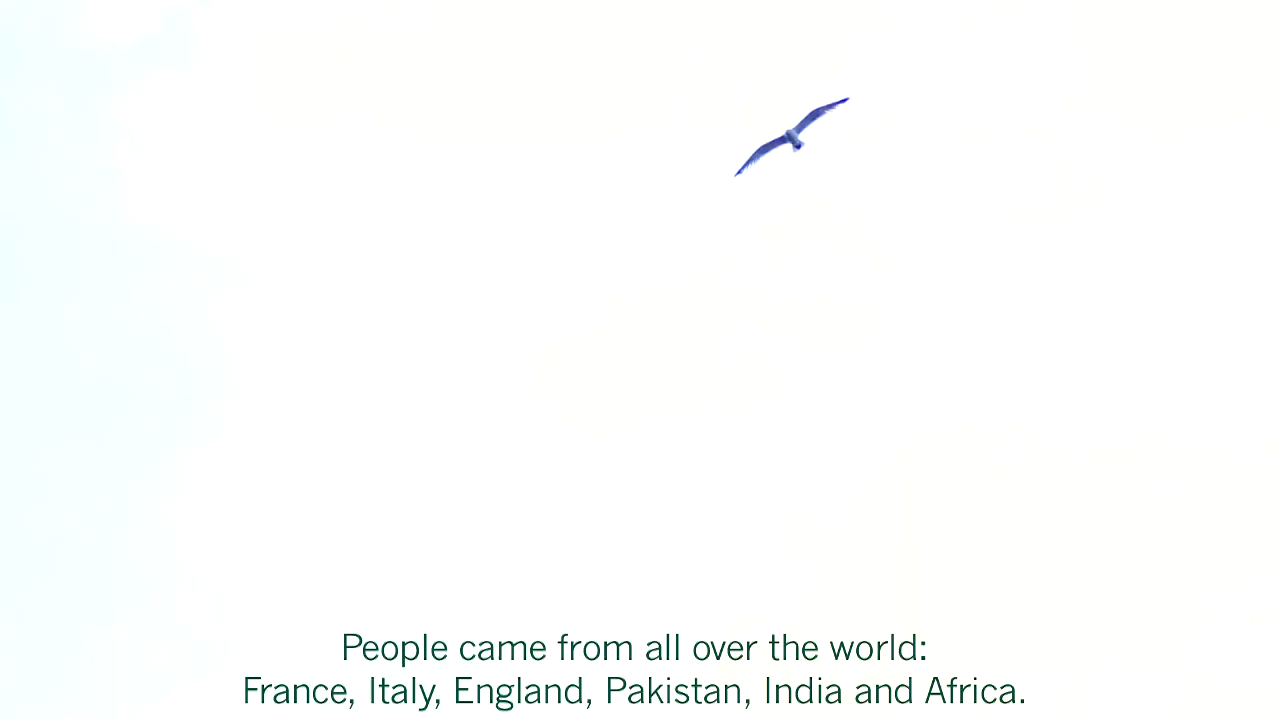 People came from all over the world:
France, Italy, England, Pakistan, India and Africa.